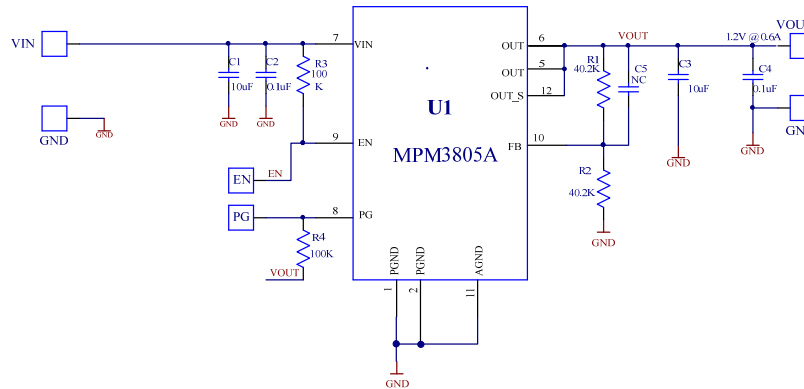 VIN
GND
GND
C1
10uF
GND
C2
0.1uF
GND
R3
100
K
7
VIN
9
EN
EN
EN
PG
8
PG
R4
100K
VOUT
U1
MPM3805A
PGND
PGND
AGND
1
2
11
GND
OUT
6
OUT
5
OUT_S
12
FB
10
VOUT
R1
40.2K
C5
NC
R2
40.2K
GND
C3
10uF
GND
1.2V @ 0.6A
C4
0.1uF
GND
VOU
GN